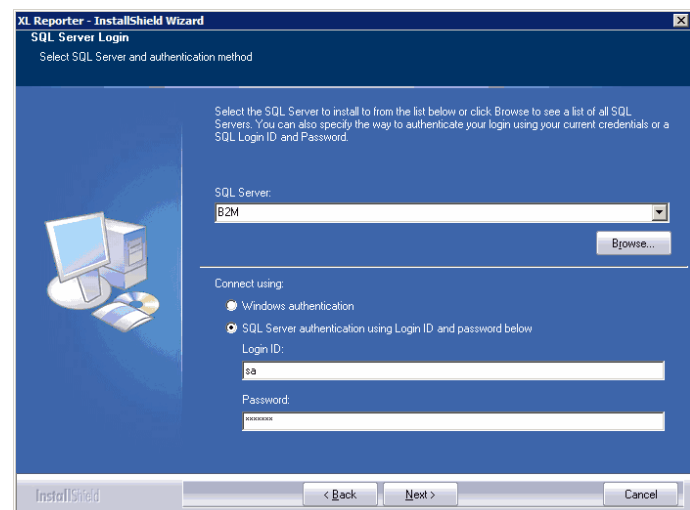 XL Reporter - InstallShield Wizard
SQL Server Login
Select SQL Server and authentication method
Select the SQL Server to install to from the list below or click Browse to see a list of all SQL
Servers. You can also specify the way to authenticate your login using your current credentials or a
SQL Login ID and Password.
SQL Server:
B2M
Browse...
Connect using:
Windows authentication
SQL Server authentication using Login ID and password below
Login ID:
sa
Password:
*******
InstallShield
< Back
Next >
Cancel